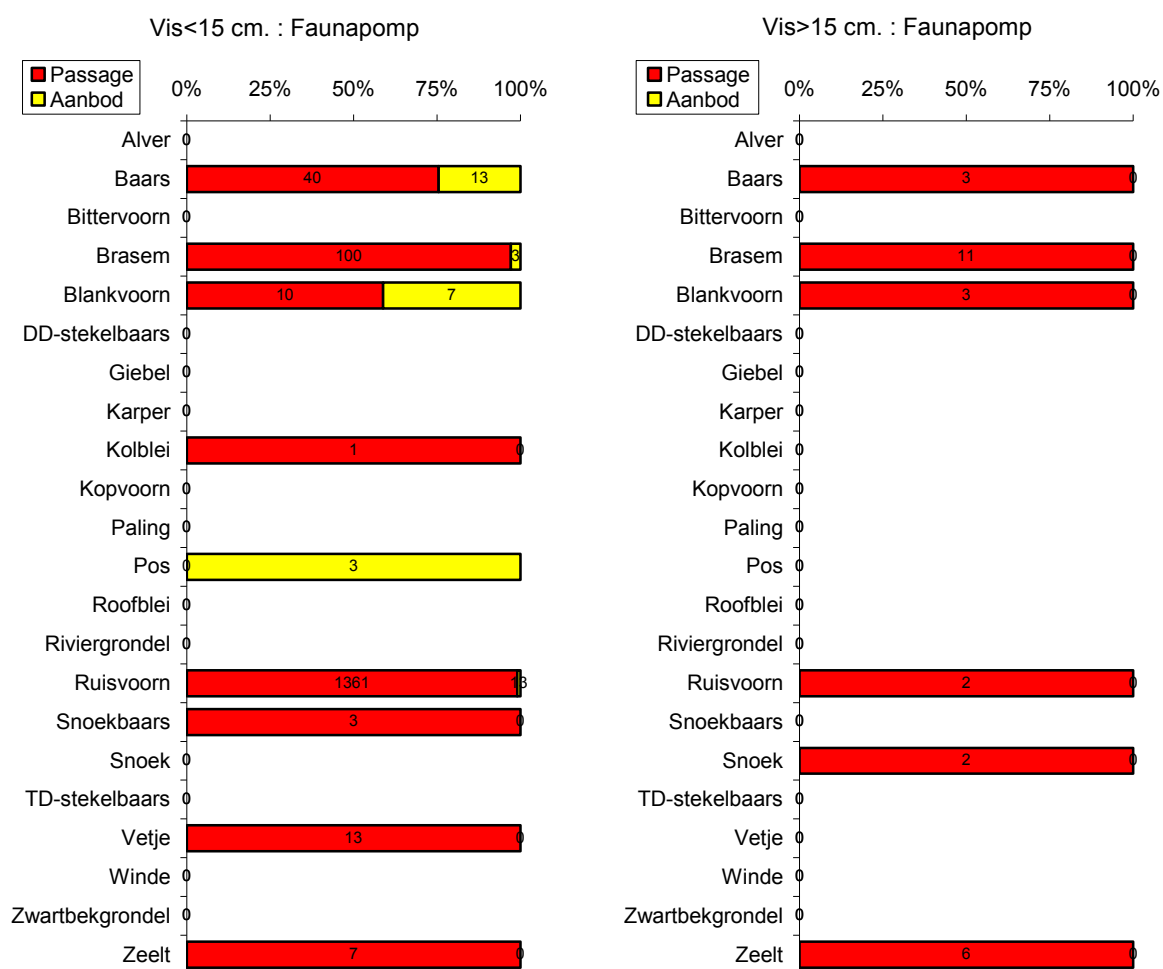 Vis<15 cm. : Faunapomp
Passage
Aanbod
0% 25% 50% 75% 100%
Alver 0
Baars 40 13
Bittervoorn 0
Brasem 100 3
Blankvoorn 10 7
DD-stekelbaars 0
Giebel 0
Karper 0
Kolblei 1 0
Kopvoorn 0
Paling 0
Pos 0 3
Roofblei 0
Riviergrondel 0
Ruisvoorn 1361 13
Snoekbaars 3 0
Snoek 0
TD-stekelbaars 0
Vetje 13 0
Winde 0
Zwartbekgrondel 0
Zeelt 7 0
Vis>15 cm. : Faunapomp
Passage
Aanbod
0% 25% 50% 75% 100%
Alver 0
Baars 3 0
Bittervoorn 0
Brasem 11 0
Blankvoorn 3 0
DD-stekelbaars 0
Giebel 0
Karper 0
Kolblei 0
Kopvoorn 0
Paling 0
Pos 0
Roofblei 0
Riviergrondel 0
Ruisvoorn 2 0
Snoekbaars 0
Snoek 2 0
TD-stekelbaars 0
Vetje 0
Winde 0
Zwartbekgrondel 0
Zeelt 6 0